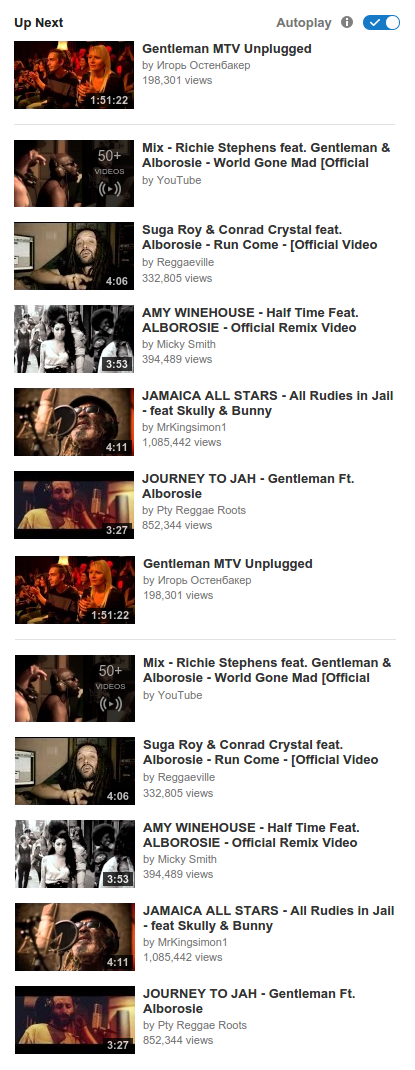 Up Next
Autoplay
Gentleman MTV Unplugged
by Игорь Остенбакер
198,301 views
1:51:22
Mix - Richie Stephens feat. Gentleman &
Alborosie - World Gone Mad [Official
by YouTube
50+
VIDEOS
Suga Roy & Conrad Crystal feat.
Alborosie - Run Come - [Official Video
by Reggaeville
332,805 views
4:06
AMY WINEHOUSE - Half Time Feat.
ALBOROSIE - Official Remix Video
by Micky Smith
394,489 views
3:53
JAMAICA ALL STARS - All Rudies in Jail
- feat Skully & Bunny
by MrKingsimon1
1,085,442 views
4:11
JOURNEY TO JAH - Gentleman Ft.
Alborosie
by Pty Reggae Roots
852,344 views
3:27
Gentleman MTV Unplugged
by Игорь Остенбакер
198,301 views
1:51:22
Mix - Richie Stephens feat. Gentleman &
Alborosie - World Gone Mad [Official
by YouTube
50+
VIDEOS
Suga Roy & Conrad Crystal feat.
Alborosie - Run Come - [Official Video
by Reggaeville
332,805 views
4:06
AMY WINEHOUSE - Half Time Feat.
ALBOROSIE - Official Remix Video
by Micky Smith
394,489 views
3:53
JAMAICA ALL STARS - All Rudies in Jail
- feat Skully & Bunny
by MrKingsimon1
1,085,442 views
4:11
JOURNEY TO JAH - Gentleman Ft.
Alborosie
by Pty Reggae Roots
852,344 views
3:27